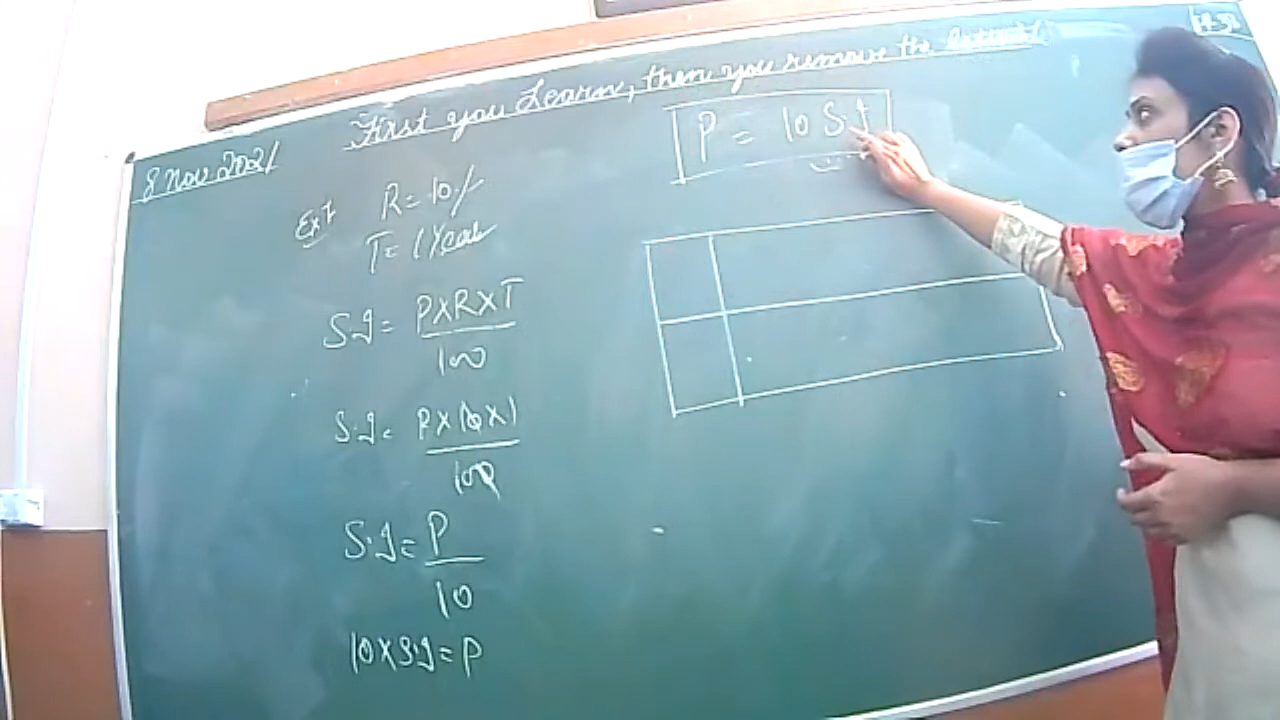 First you Learn, then you remove the
8 Nov 2021
P = 10 S.I
Ex 1 R = 10%
T = 1 Year
S.I = P×R×T
100
S.I = P×10×1
100
S.I = P
10
10×S.I = P